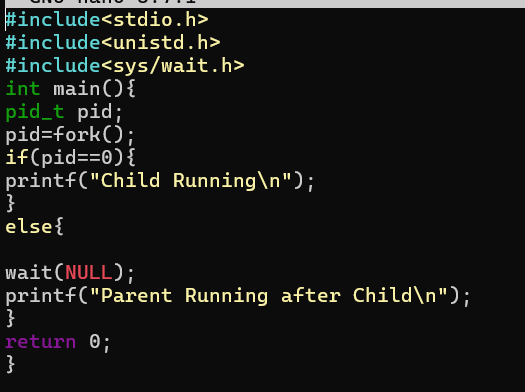 #include<stdio.h>
#include<unistd.h>
#include<sys/wait.h>
int main(){
pid_t pid;
pid=fork();
if(pid==0){
printf("Child Running\n");
}
else{
wait(NULL);
printf("Parent Running after Child\n");
}
return 0;
}